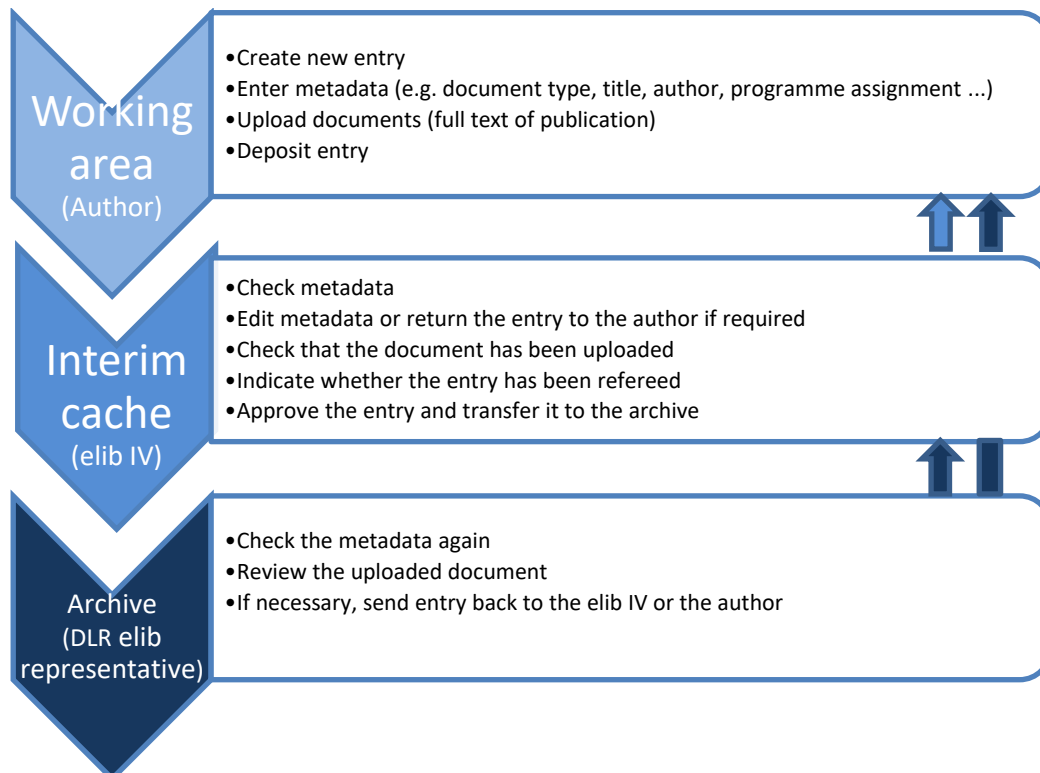 Working
area
(Author)
•Create new entry
•Enter metadata (e.g. document type, title, author, programme assignment ...)
•Upload documents (full text of publication)
•Deposit entry
Interim
cache
(elib IV)
•Check metadata
•Edit metadata or return the entry to the author if required
•Check that the document has been uploaded
•Indicate whether the entry has been refereed
•Approve the entry and transfer it to the archive
Archive
(DLR elib
representative)
•Check the metadata again
•Review the uploaded document
•If necessary, send entry back to the elib IV or the author